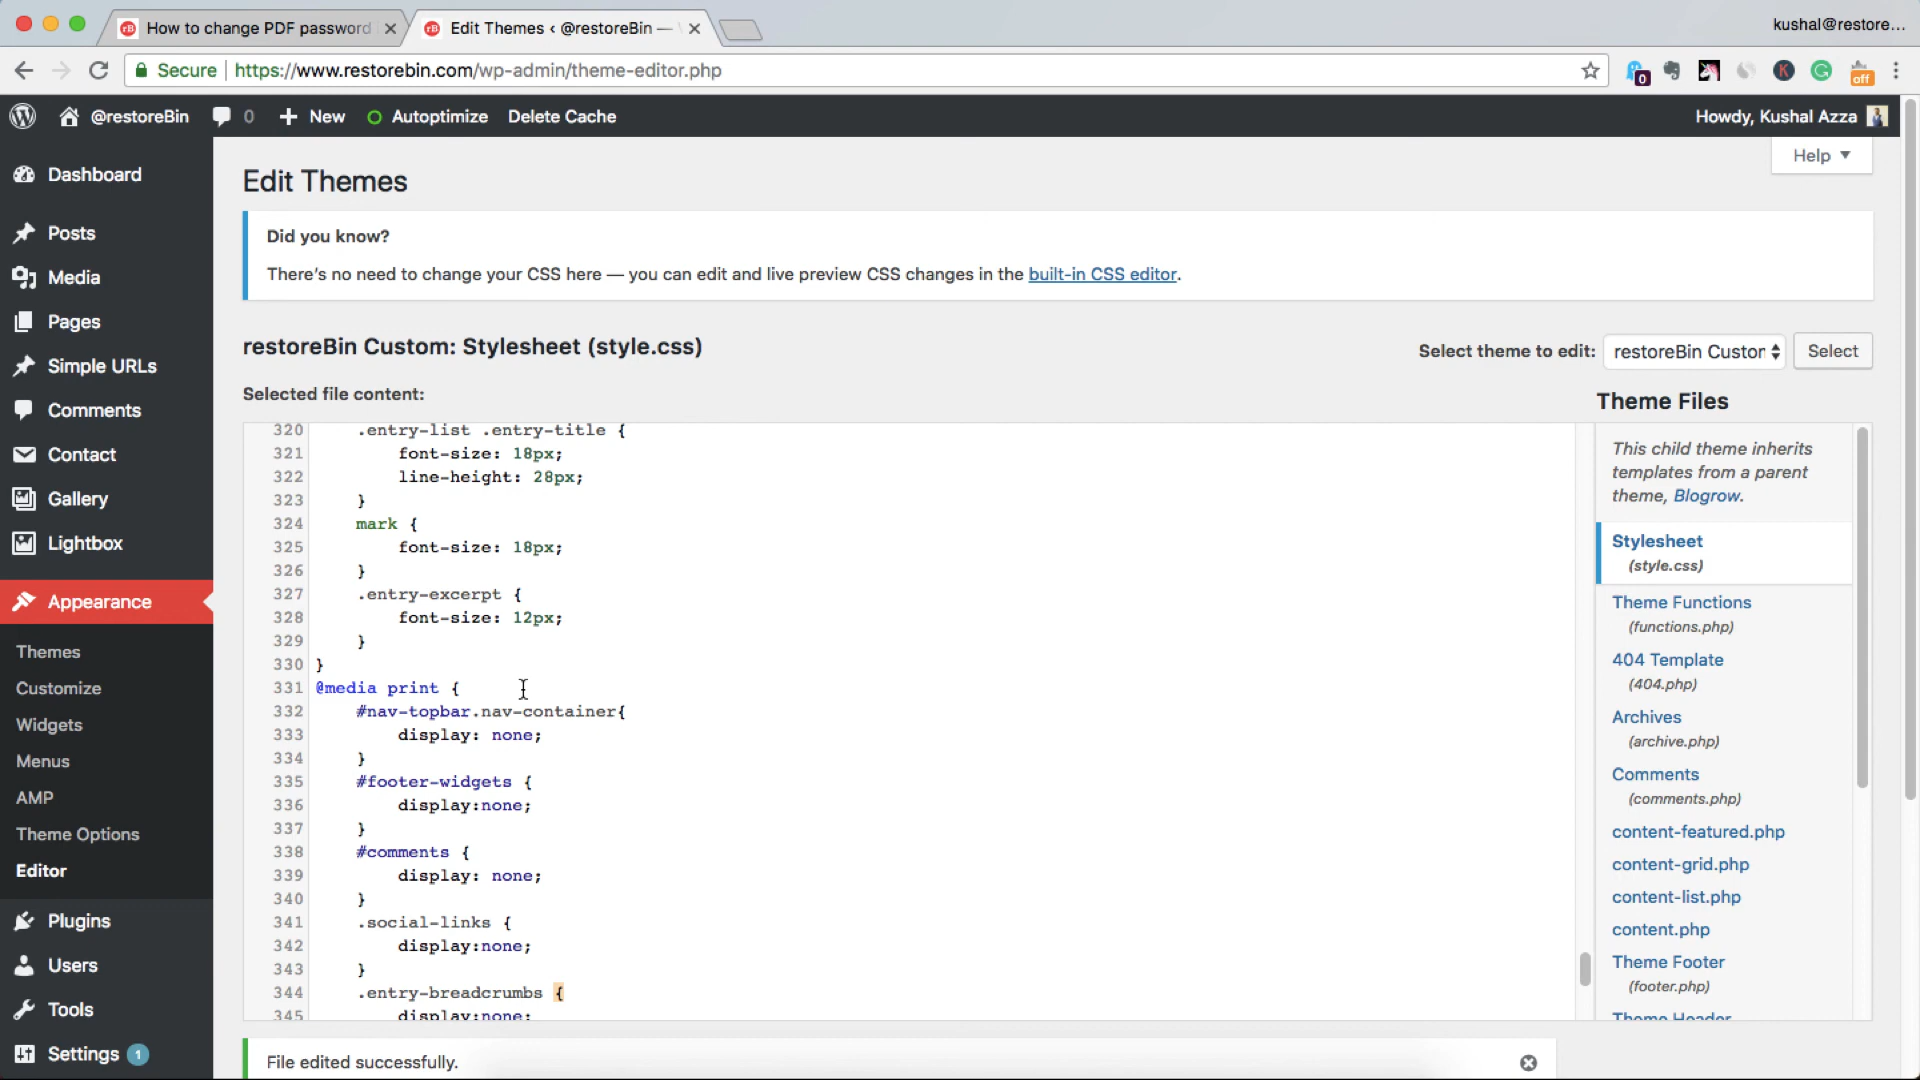 How to change PDF password
Edit Themes ‹ @restoreBin —
kushal@restore...
Secure
https://www.restorebin.com/wp-admin/theme-editor.php
0
K
off
@restoreBin
0
New
Autoptimize
Delete Cache
Howdy, Kushal Azza
Help
Dashboard
Posts
Media
Pages
Simple URLs
Comments
Contact
Gallery
Lightbox
Appearance
Themes
Customize
Widgets
Menus
AMP
Theme Options
Editor
Plugins
Users
Tools
Settings 1
Edit Themes
Did you know?
There's no need to change your CSS here — you can edit and live preview CSS changes in the built-in CSS editor.
restoreBin Custom: Stylesheet (style.css)
Select theme to edit: restoreBin Custor Select
Selected file content:
320 .entry-list .entry-title {
321 font-size: 18px;
322 line-height: 28px;
323 }
324 mark {
325 font-size: 18px;
326 }
327 .entry-excerpt {
328 font-size: 12px;
329 }
330 }
331 @media print {
332 #nav-topbar.nav-container{
333 display: none;
334 }
335 #footer-widgets {
336 display:none;
337 }
338 #comments {
339 display: none;
340 }
341 .social-links {
342 display:none;
343 }
344 .entry-breadcrumbs {
345 display:none;
Theme Files
This child theme inherits
templates from a parent
theme, Blogrow.
Stylesheet
(style.css)
Theme Functions
(functions.php)
404 Template
(404.php)
Archives
(archive.php)
Comments
(comments.php)
content-featured.php
content-grid.php
content-list.php
content.php
Theme Footer
(footer.php)
Theme Header
File edited successfully.